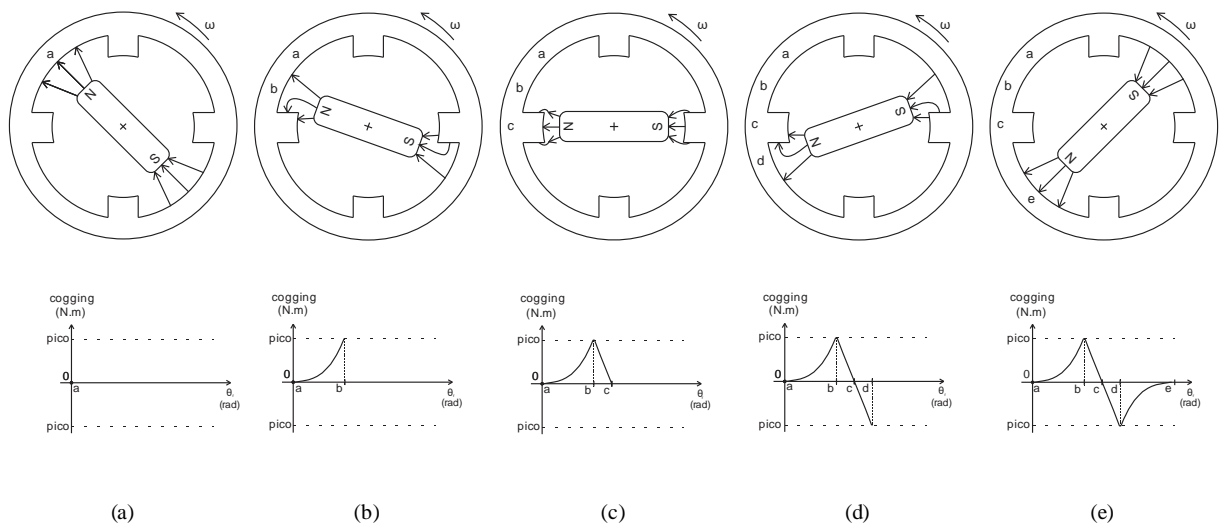 ω
a
N
S
ω
a
b
N
S
ω
a
b
c
N
S
ω
a
b
c
d
N
S
ω
a
b
c
e
N
S
cogging
(N.m)
pico
0
a
θr
(rad)
pico
cogging
(N.m)
pico
0
a
b
θr
(rad)
pico
cogging
(N.m)
pico
0
a
b
c
θr
(rad)
pico
cogging
(N.m)
pico
0
a
b
c
d
θr
(rad)
pico
cogging
(N.m)
pico
0
a
b
c
d
e
θr
(rad)
pico
(a) (b) (c) (d) (e)